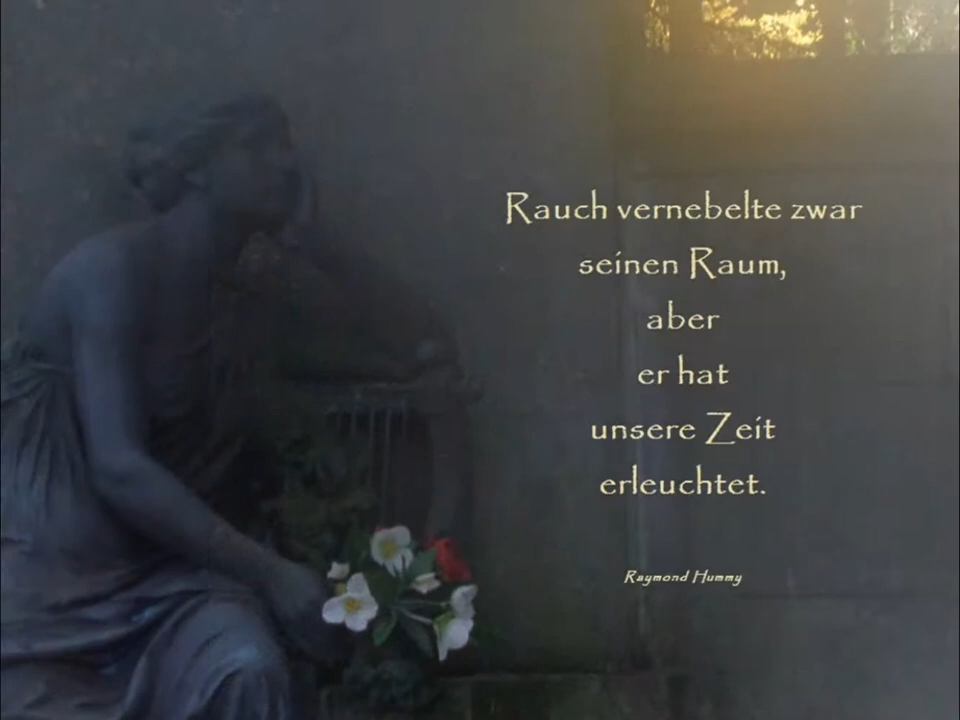 Rauch vernebelte zwar
seinen Raum,
aber
er hat
unsere Zeit
erleuchtet.
Raymond Hummy